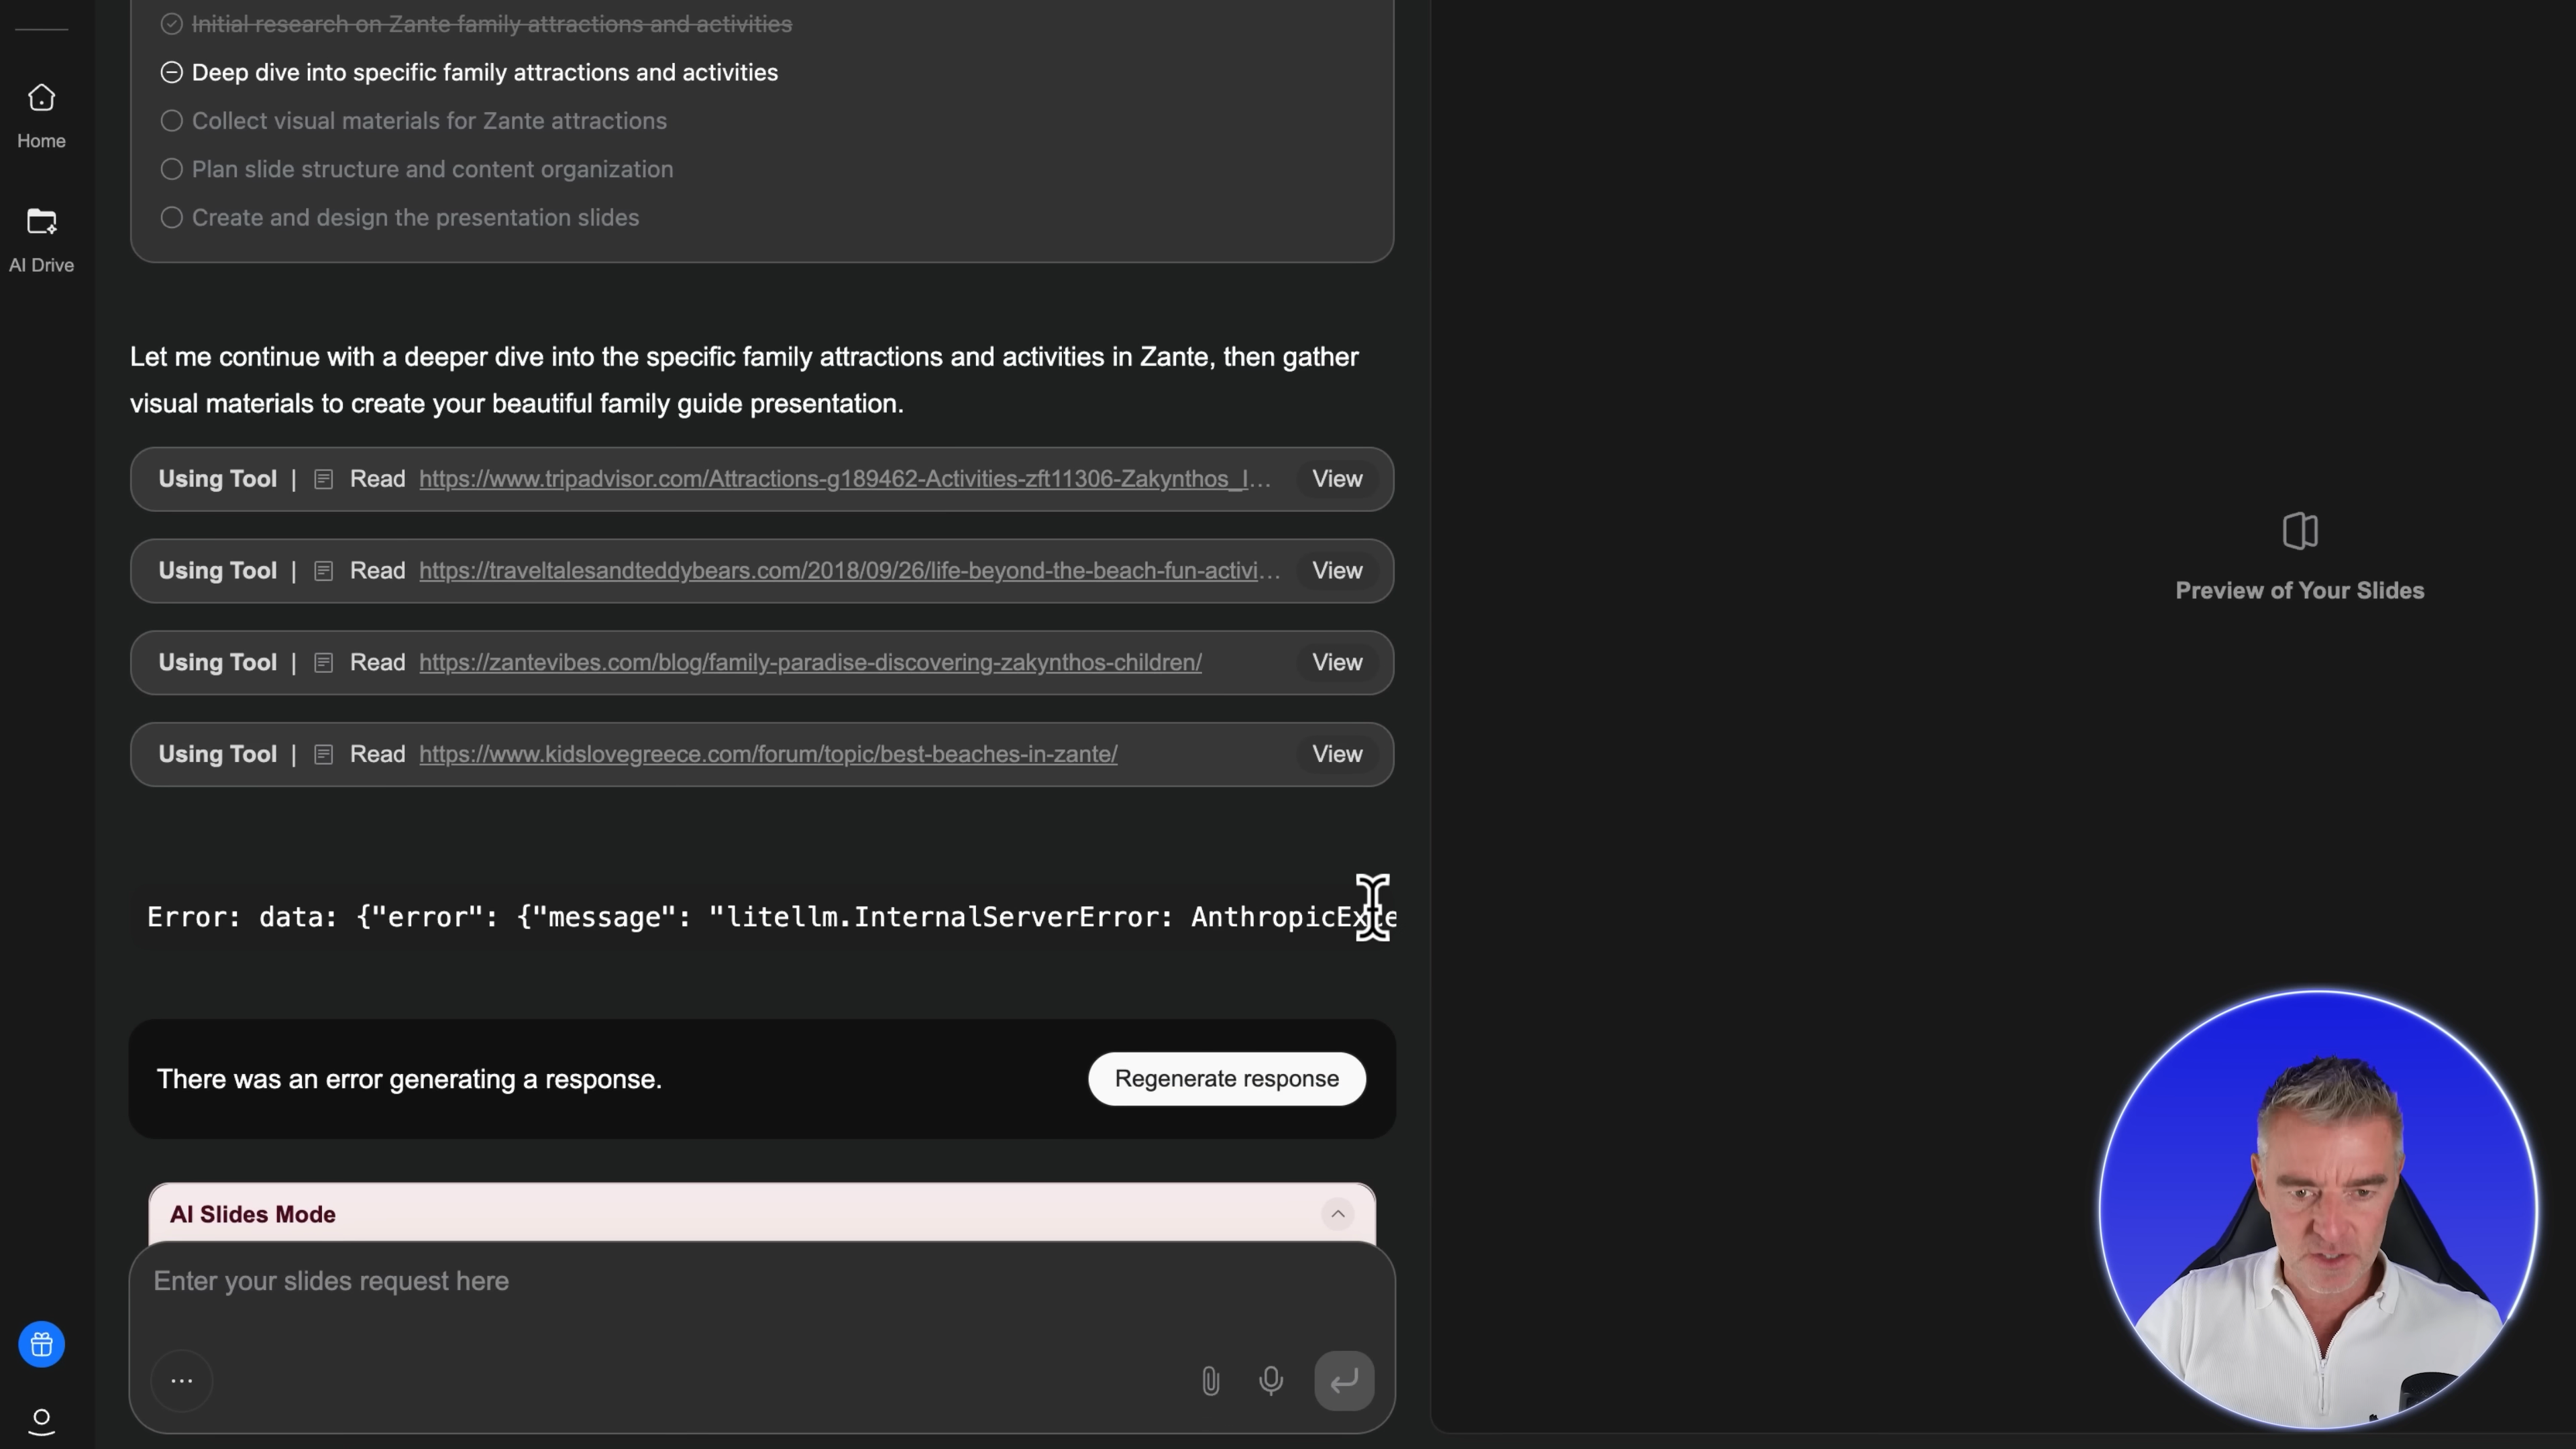 Initial research on Zante family attractions and activities
Deep dive into specific family attractions and activities
Collect visual materials for Zante attractions
Plan slide structure and content organization
Create and design the presentation slides
Home
AI Drive
Let me continue with a deeper dive into the specific family attractions and activities in Zante, then gather
visual materials to create your beautiful family guide presentation.
Using Tool | Read https://www.tripadvisor.com/Attractions-g189462-Activities-zft11306-Zakynthos_I... View
Using Tool | Read https://traveltalesandteddybears.com/2018/09/26/life-beyond-the-beach-fun-activi... View
Using Tool | Read https://zantevibes.com/blog/family-paradise-discovering-zakynthos-children/ View
Using Tool | Read https://www.kidslovegreece.com/forum/topic/best-beaches-in-zante/ View
Error: data: {"error": {"message": "litellm.InternalServerError:
There was an error generating a response.
Regenerate response
AI Slides Mode
Enter your slides request here
...
Preview of Your Slides